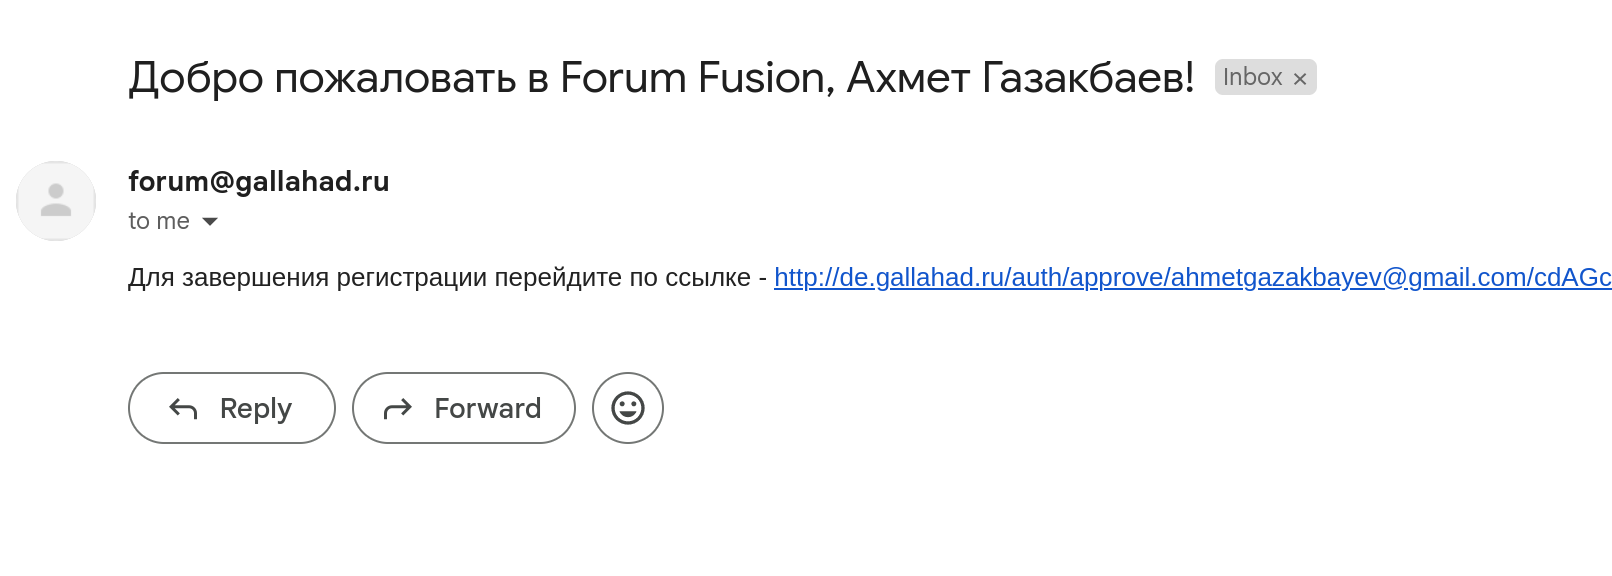 Добро пожаловать в Forum Fusion, Ахмет Газакбаев! Inbox ×
forum@gallahad.ru
to me
Для завершения регистрации перейдите по ссылке - http://de.gallahad.ru/auth/approve/ahmetgazakbayev@gmail.com/cdAGc
Reply Forward